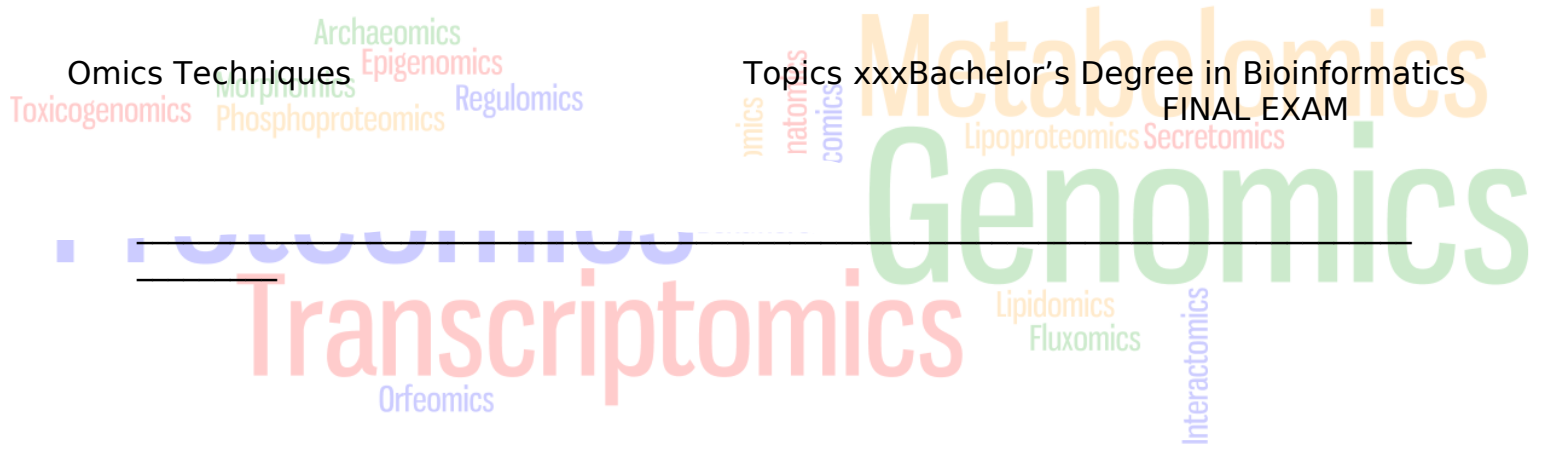 Archaeomics
Omics Techniques Epigenomics Topics xxxBachelor's Degree in Bioinformatics
Morphomics Metabolomics
Toxicogenomics Phosphoproteomics Regulomics FINAL EXAM
Lipoproteomics Secretomics
Genomics
Proteomics
Transcriptomics
Lipidomics
Fluxomics
Interactomics
Orfeomics